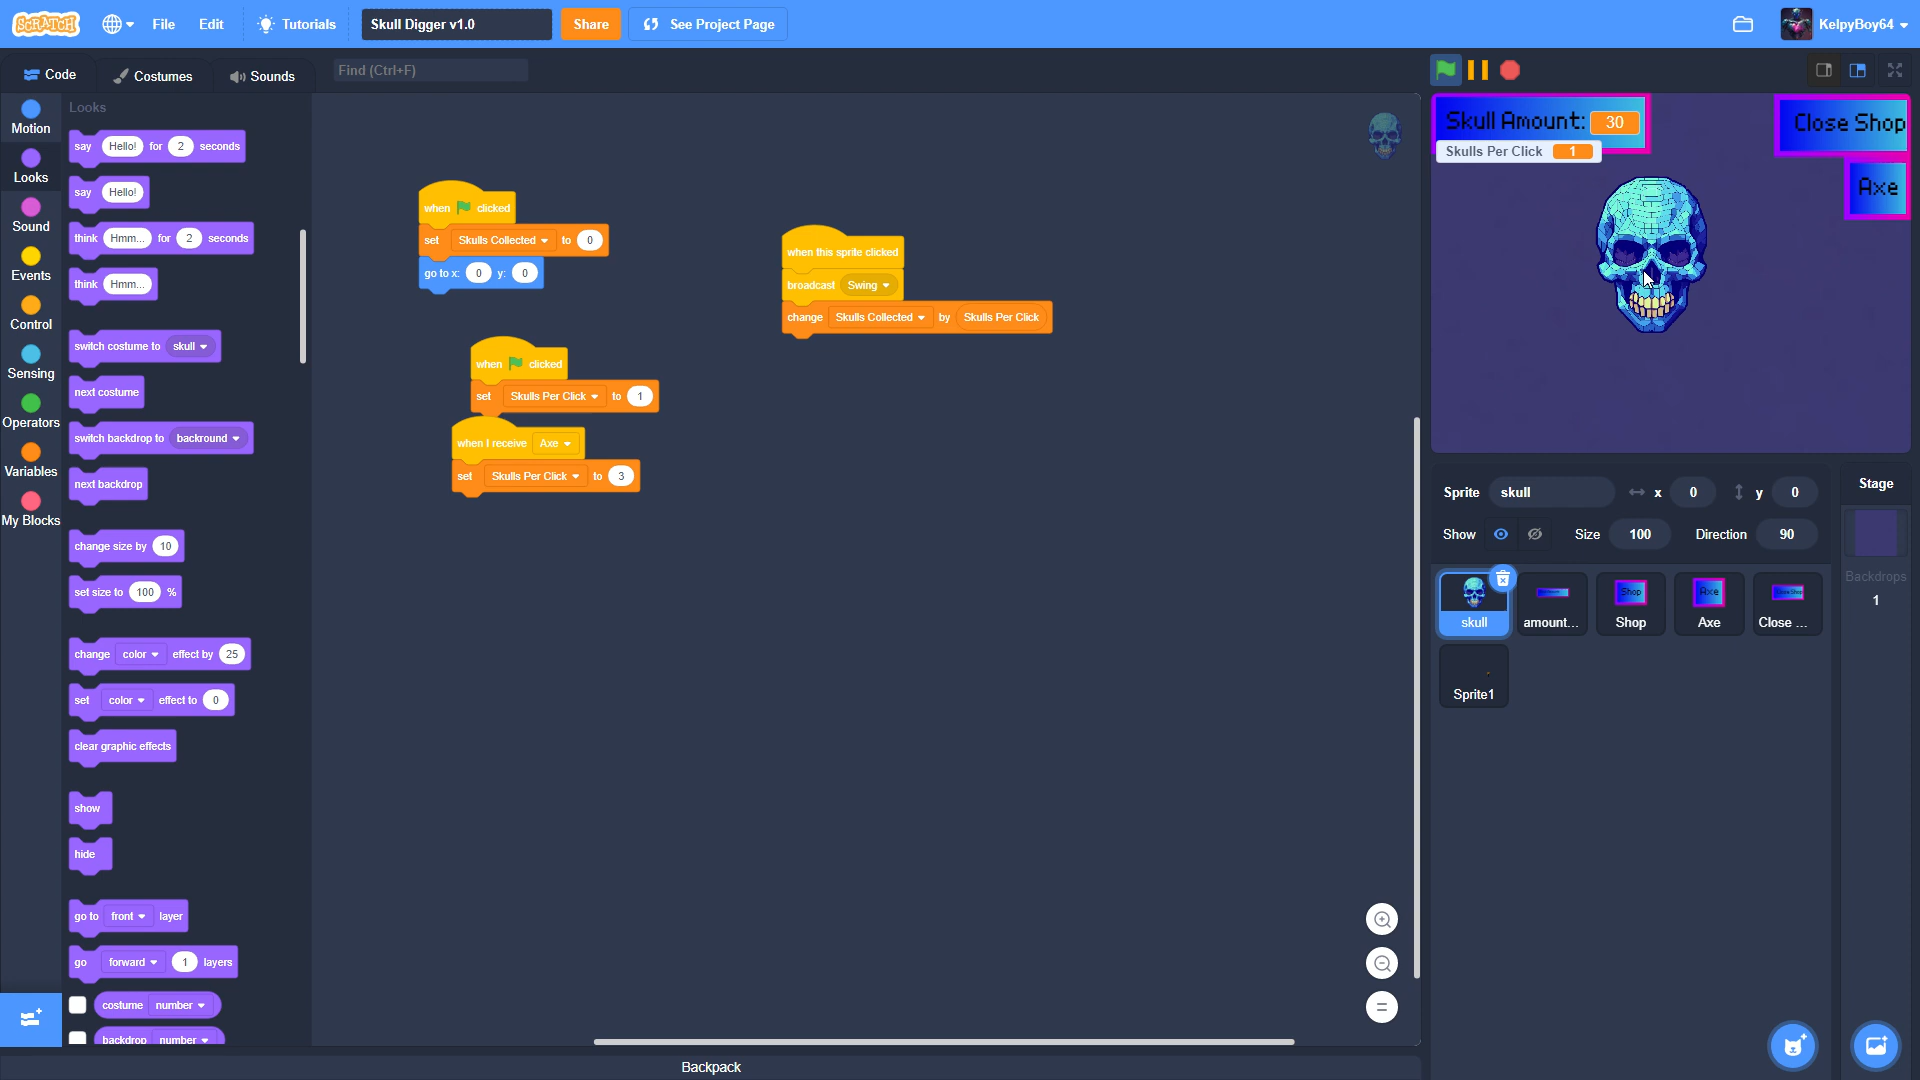 SCRATCH File Edit Tutorials Skull Digger v1.0 Share See Project Page KelpyBoy64
Code Costumes Sounds Find (Ctrl+F)
Motion
Looks
Sound
Events
Control
Sensing
Operators
Variables
My Blocks
Looks
say Hello! for 2 seconds
say Hello!
think Hmm... for 2 seconds
think Hmm...
switch costume to skull
next costume
switch backdrop to backround
next backdrop
change size by 10
set size to 100 %
change color effect by 25
set color effect to 0
clear graphic effects
show
hide
go to front layer
go forward 1 layers
costume number
backdrop number
when clicked
set Skulls Collected to 0
go to x: 0 y: 0
when clicked
set Skulls Per Click to 1
when I receive Axe
set Skulls Per Click to 3
when this sprite clicked
broadcast Swing
change Skulls Collected by Skulls Per Click
Backpack
Skull Amount: 30
Skulls Per Click 1
Close Shop
Axe
Sprite skull x 0 y 0
Show Size 100 Direction 90
skull
amount...
Shop
Shop
Axe
Axe
Close Shop
Close ...
Sprite1
Stage
Backdrops
1